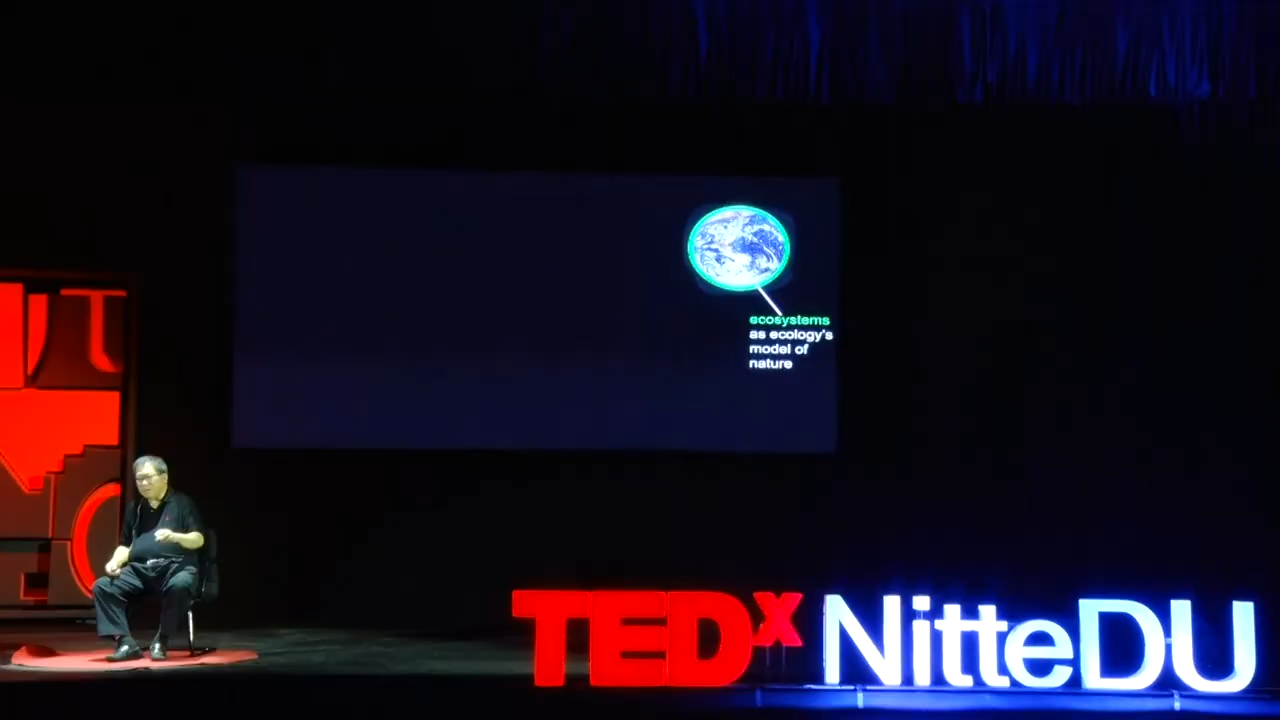 ecosystems
as ecology's
model of
nature
TEDx NitteDU